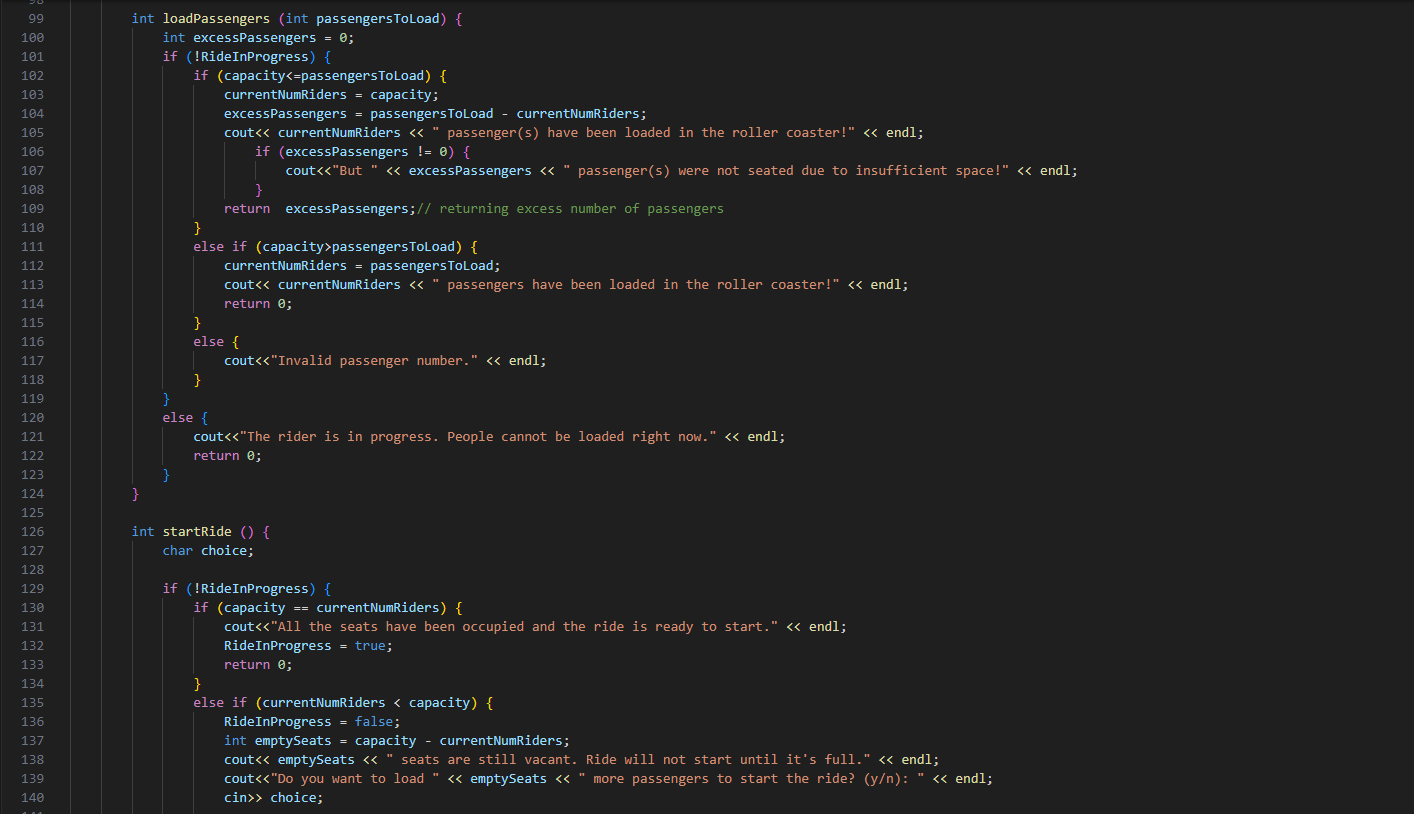 99 int loadPassengers (int passengersToLoad) {
100 int excessPassengers = 0;
101 if (!RideInProgress) {
102 if (capacity<=passengersToLoad) {
103 currentNumRiders = capacity;
104 excessPassengers = passengersToLoad - currentNumRiders;
105 cout<< currentNumRiders << " passenger(s) have been loaded in the roller coaster!" << endl;
106 if (excessPassengers != 0) {
107 cout<<"But " << excessPassengers << " passenger(s) were not seated due to insufficient space!" << endl;
108 }
109 return  excessPassengers;// returning excess number of passengers
110 }
111 else if (capacity>passengersToLoad) {
112 currentNumRiders = passengersToLoad;
113 cout<< currentNumRiders << " passengers have been loaded in the roller coaster!" << endl;
114 return 0;
115 }
116 else {
117 cout<<"Invalid passenger number." << endl;
118 }
119 }
120 else {
121 cout<<"The rider is in progress. People cannot be loaded right now." << endl;
122 return 0;
123 }
124 }
125
126 int startRide () {
127 char choice;
128
129 if (!RideInProgress) {
130 if (capacity == currentNumRiders) {
131 cout<<"All the seats have been occupied and the ride is ready to start." << endl;
132 RideInProgress = true;
133 return 0;
134 }
135 else if (currentNumRiders < capacity) {
136 RideInProgress = false;
137 int emptySeats = capacity - currentNumRiders;
138 cout<< emptySeats << " seats are still vacant. Ride will not start until it's full." << endl;
139 cout<<"Do you want to load " << emptySeats << " more passengers to start the ride? (y/n): " << endl;
140 cin>> choice;